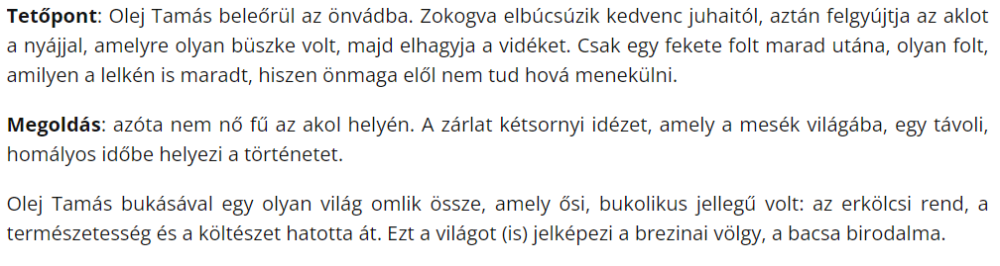 Tetőpont: Olej Tamás beleőrül az önvádba. Zokogva elbúcsúzik kedvenc juhaitól, aztán felgyújtja az aklot
a nyájjal, amelyre olyan büszke volt, majd elhagyja a vidéket. Csak egy fekete folt marad utána, olyan folt,
amilyen a lelkén is maradt, hiszen önmaga elől nem tud hová menekülni.
Megoldás: azóta nem nő fű az akol helyén. A zárlat kétsornyi idézet, amely a mesék világába, egy távoli,
homályos időbe helyezi a történetet.
Olej Tamás bukásával egy olyan világ omlik össze, amely ősi, bukolikus jellegű volt: az erkölcsi rend, a
természetesség és a költészet hatotta át. Ezt a világot (is) jelképezi a brezinai völgy, a bacsa birodalma.